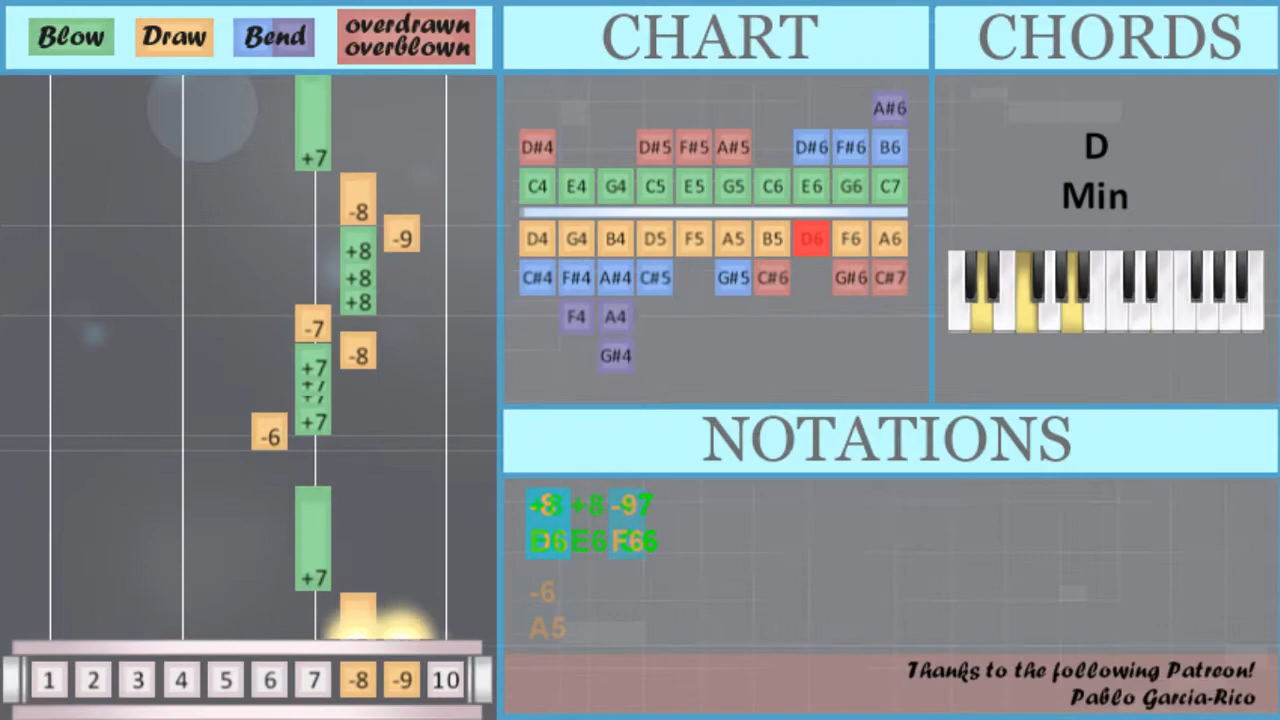 Blow Draw Bend overdrawn
overblown
CHART
CHORDS
+7
-8
-9
+8
+8
+8
-7
-8
+7
+7
+7
+7
-6
+7
1 2 3 4 5 6 7 -8 -9 10
A#6
D#4 D#5 F#5 A#5 D#6 F#6 B6
C4 E4 G4 C5 E5 G5 C6 E6 G6 C7
D4 G4 B4 D5 F5 A5 B5 D6 F6 A6
C#4 F#4 A#4 C#5 G#5 C#6 G#6 C#7
F4 A4
G#4
D
Min
NOTATIONS
+8
E6
-6
A5
Thanks to the following Patreon!
Pablo Garcia-Rico